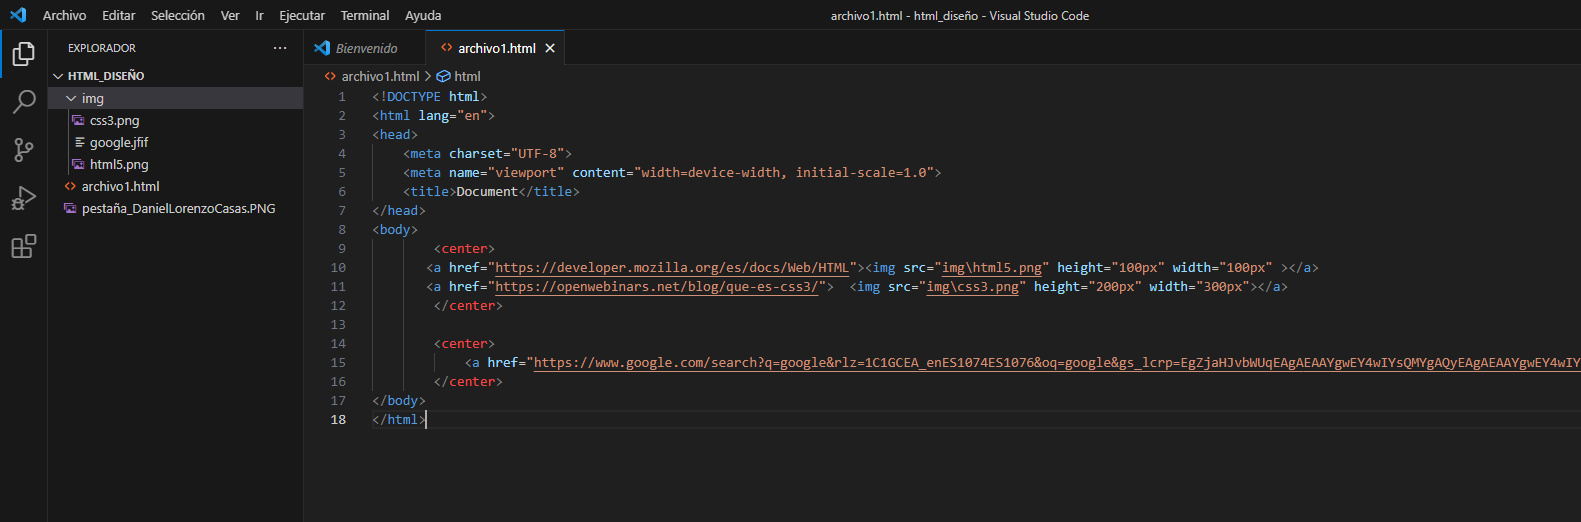 Archivo Editar Selección Ver Ir Ejecutar Terminal Ayuda
archivo1.html - html_diseño - Visual Studio Code
EXPLORADOR ···
HTML_DISEÑO
img
css3.png
google.jfif
html5.png
archivo1.html
pestaña_DanielLorenzoCasas.PNG
Bienvenido
<> archivo1.html ×
<> archivo1.html > html
1 <!DOCTYPE html>
2 <html lang="en">
3 <head>
4 <meta charset="UTF-8">
5 <meta name="viewport" content="width=device-width, initial-scale=1.0">
6 <title>Document</title>
7 </head>
8 <body>
9 <center>
10 <a href="https://developer.mozilla.org/es/docs/Web/HTML"><img src="img\html5.png" height="100px" width="100px" ></a>
11 <a href="https://openwebinars.net/blog/que-es-css3/">  <img src="img\css3.png" height="200px" width="300px"></a>
12 </center>
13
14 <center>
15 <a href="https://www.google.com/search?q=google&rlz=1C1GCEA_enES1074ES1076&oq=google&gs_lcrp=EgZjaHJvbWUqEAgAEAAYgwEY4wIYsQMYgAQyEAgAEAAYgwEY4wIY
16 </center>
17 </body>
18 </html>